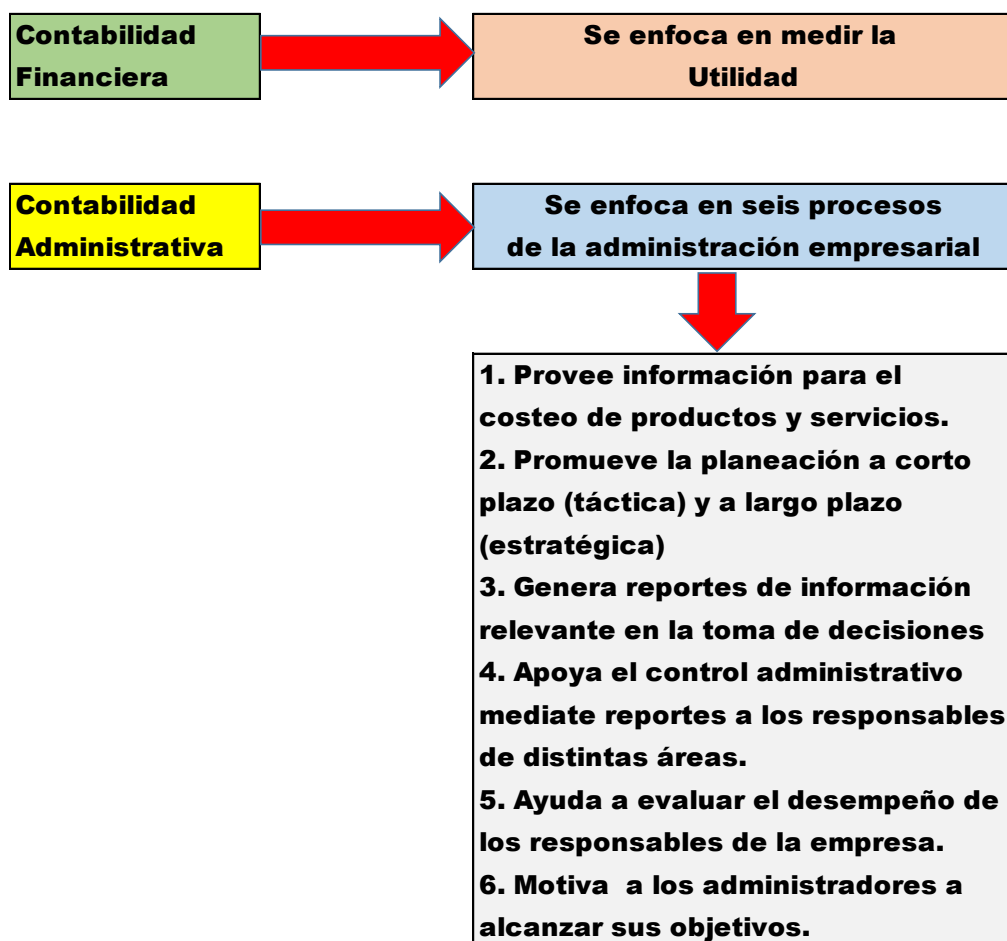 Contabilidad
Financiera
Se enfoca en medir la
Utilidad
Contabilidad
Administrativa
Se enfoca en seis procesos
de la administración empresarial
1. Provee información para el
costeo de productos y servicios.
2. Promueve la planeación a corto
plazo (táctica) y a largo plazo
(estratégica)
3. Genera reportes de información
relevante en la toma de decisiones
4. Apoya el control administrativo
mediate reportes a los responsables
de distintas áreas.
5. Ayuda a evaluar el desempeño de
los responsables de la empresa.
6. Motiva  a los administradores a
alcanzar sus objetivos.